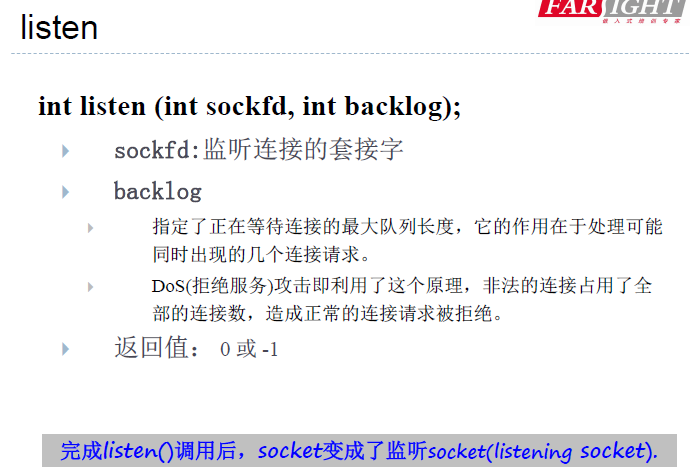 FARSIGHT
嵌入式培训专家
listen
int listen (int sockfd, int backlog);
sockfd:监听连接的套接字
backlog
指定了正在等待连接的最大队列长度，它的作用在于处理可能
同时出现的几个连接请求。
DoS(拒绝服务)攻击即利用了这个原理，非法的连接占用了全
部的连接数，造成正常的连接请求被拒绝。
返回值： 0 或 -1
完成listen()调用后，socket变成了监听socket(listening socket).